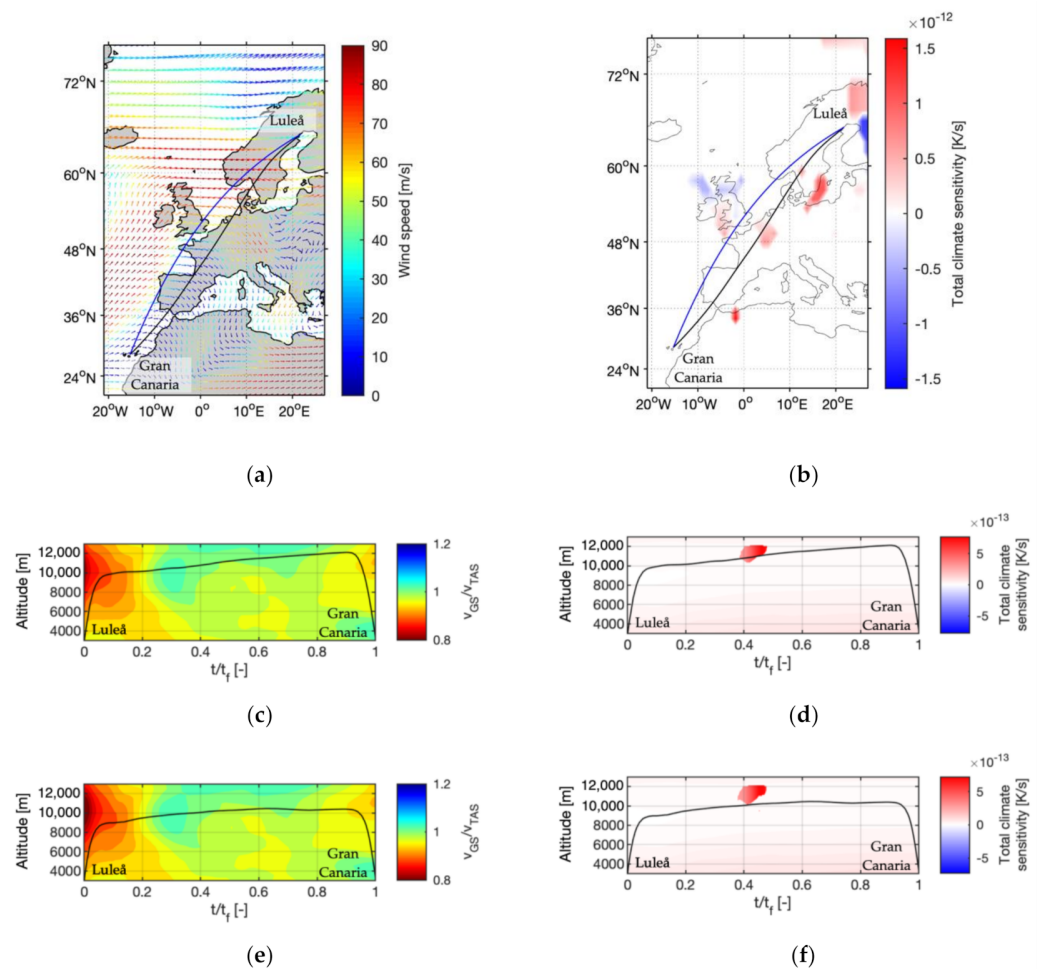 90
80
70
60
50
40
30
20
10
0
Wind speed [m/s]
72°N
60°N
48°N
36°N
24°N
20°W
10°W
0°
10°E
20°E
Luleå
Gran
Canaria
(a)
×10⁻¹²
1.5
1
0.5
0
-0.5
-1
-1.5
Total climate sensitivity [K/s]
72°N
60°N
48°N
36°N
24°N
20°W
10°W
0°
10°E
20°E
Luleå
Gran
Canaria
(b)
Altitude [m]
12,000
10,000
8000
6000
4000
0
0.2
0.4
0.6
0.8
1
t/t_f [-]
Luleå
Gran
Canaria
1.2
1
0.8
v_GS/v_TAS
(c)
Altitude [m]
12,000
10,000
8000
6000
4000
0
0.2
0.4
0.6
0.8
1
t/t_f [-]
Luleå
Gran
Canaria
×10⁻¹³
5
0
-5
Total climate
sensitivity [K/s]
(d)
Altitude [m]
12,000
10,000
8000
6000
4000
0
0.2
0.4
0.6
0.8
1
t/t_f [-]
Luleå
Gran
Canaria
1.2
1
0.8
v_GS/v_TAS
(e)
Altitude [m]
12,000
10,000
8000
6000
4000
0
0.2
0.4
0.6
0.8
1
t/t_f [-]
Luleå
Gran
Canaria
×10⁻¹³
5
0
-5
Total climate
sensitivity [K/s]
(f)